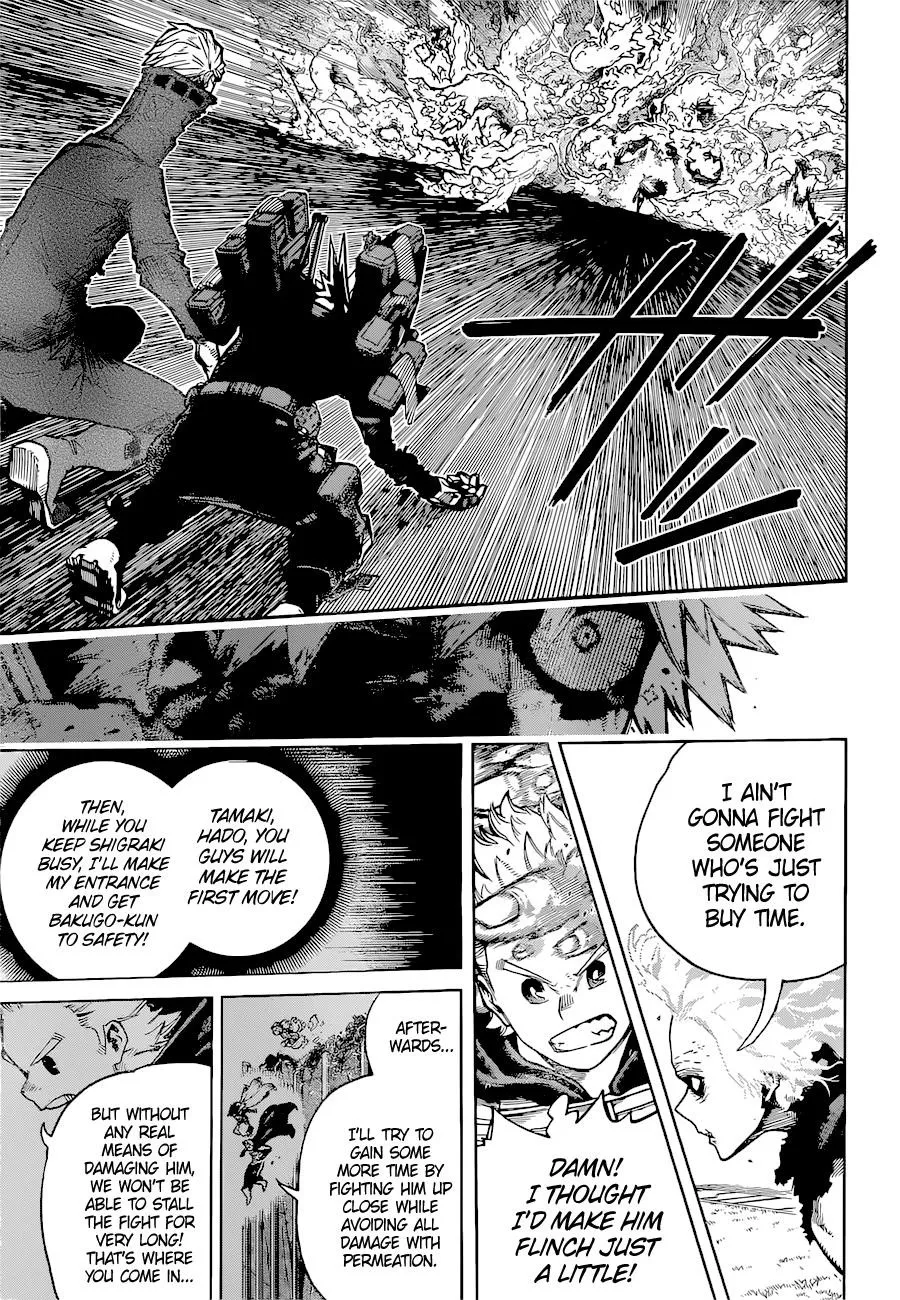 I AIN'T
GONNA FIGHT
SOMEONE
WHO'S JUST
TRYING TO
BUY TIME.
DAMN!
I THOUGHT
I'D MAKE HIM
FLINCH JUST
A LITTLE!
TAMAKI,
HADO, YOU
GUYS WILL
MAKE THE
FIRST MOVE!
THEN,
WHILE YOU
KEEP SHIGRAKI
BUSY, I'LL MAKE
MY ENTRANCE
AND GET
BAKUGO-KUN
TO SAFETY!
AFTER-
WARDS...
I'LL TRY TO
GAIN SOME
MORE TIME BY
FIGHTING HIM UP
CLOSE WHILE
AVOIDING ALL
DAMAGE WITH
PERMEATION.
BUT WITHOUT
ANY REAL
MEANS OF
DAMAGING HIM,
WE WON'T BE
ABLE TO STALL
THE FIGHT FOR
VERY LONG!
THAT'S WHERE
YOU COME IN...